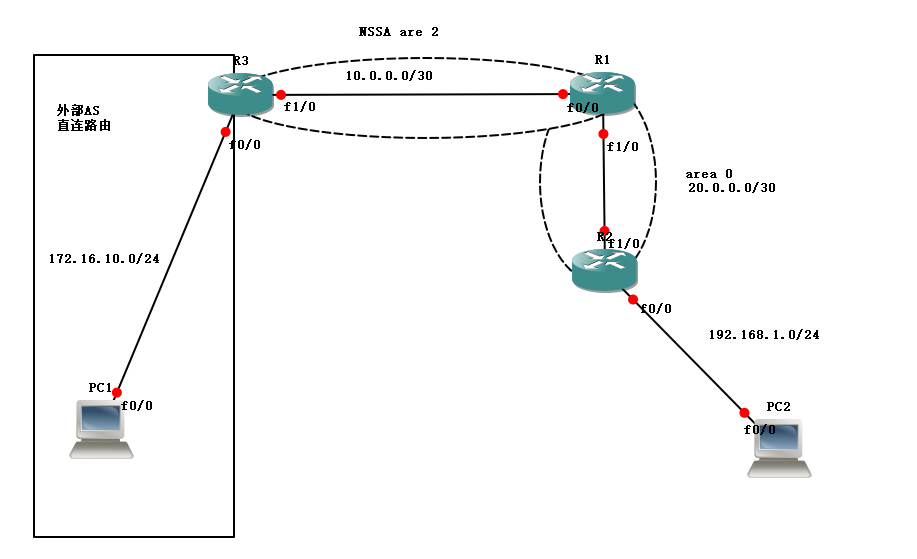 NSSA are 2
R3
R1
10.0.0.0/30
f1/0
f0/0
外部AS
直连路由
f0/0
f1/0
area 0
20.0.0.0/30
R2
f1/0
172.16.10.0/24
f0/0
192.168.1.0/24
PC1
f0/0
PC2
f0/0